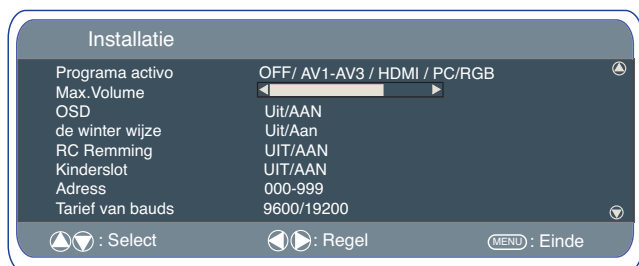 Installatie
Programa activo OFF/ AV1-AV3 / HDMI / PC/RGB
Max.Volume
OSD Uit/AAN
de winter wijze Uit/Aan
RC Remming UIT/AAN
Kinderslot UIT/AAN
Adress 000-999
Tarief van bauds 9600/19200
: Select : Regel MENU : Einde